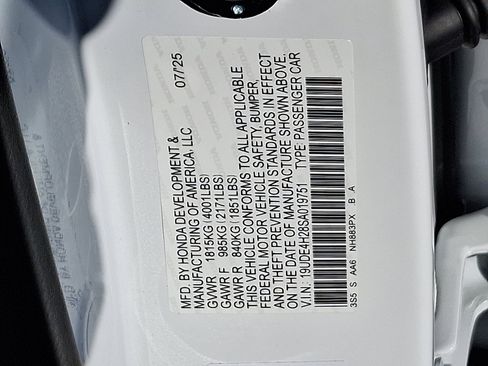 07/'25
MFD. BY HONDA DEVELOPMENT &
MANUFACTURING OF AMERICA, LLC
GVWR 1815KG(4001LBS)
GAWR F 985KG(2171LBS)
GAWR R 840KG(1851LBS)
THIS VEHICLE CONFORMS TO ALL APPLICABLE
FEDERAL MOTOR VEHICLE SAFETY, BUMPER,
AND THEFT PREVENTION STANDARDS IN EFFECT
ON THE DATE OF MANUFACTURE SHOWN ABOVE.
V.I.N.: 19UDE4H28SA019751 TYPE: PASSENGER CAR
3S5 S AA6 NH883PX B A